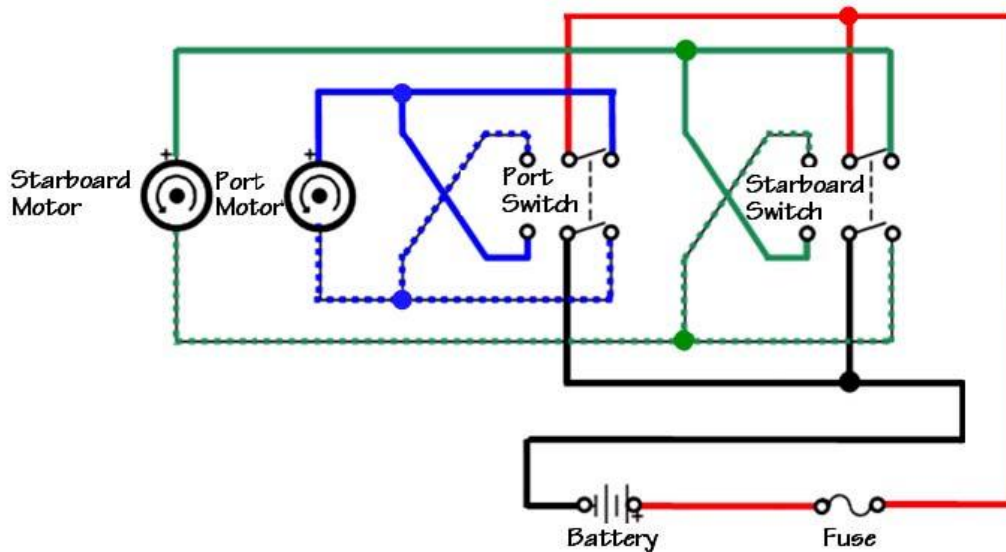 +
+
Starboard
Motor
Port
Motor
Port
Switch
Starboard
Switch
+
Battery
Fuse